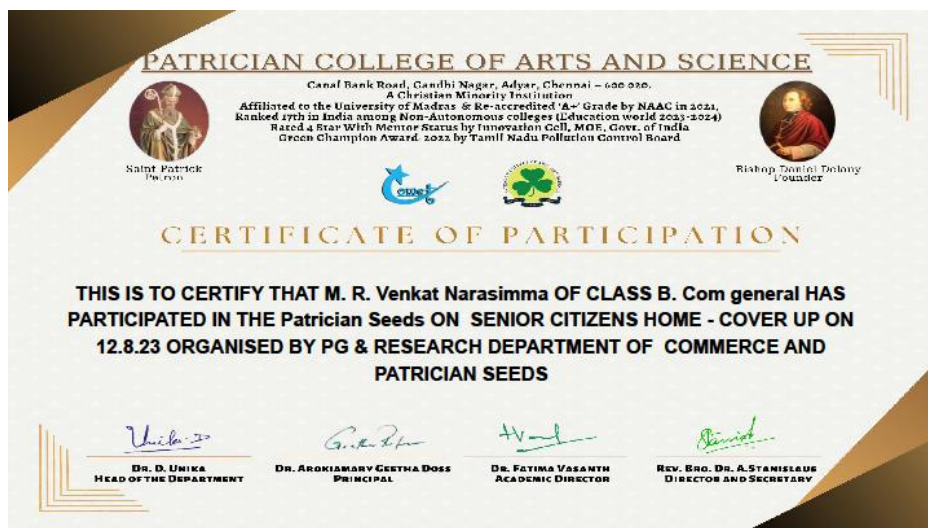 PATRICIAN COLLEGE OF ARTS AND SCIENCE
Canal Bank Road, Gandhi Nagar, Adyar, Chennai – 600 020.
A Christian Minority Institution
Affiliated to the University of Madras & Re-accredited 'A+' Grade by NAAC in 2021,
Ranked 17th in India among Non-Autonomous colleges (Education world 2023-2024)
Rated 4 Star With Mentor Status by Innovation Cell, MOE, Govt. of India
Green Champion Award- 2022 by Tamil Nadu Pollution Control Board
Saint Patrick
Patron
Bishop Daniel Delany
Founder
CERTIFICATE OF PARTICIPATION
THIS IS TO CERTIFY THAT M. R. Venkat Narasimma OF CLASS B. Com general HAS
PARTICIPATED IN THE Patrician Seeds ON SENIOR CITIZENS HOME - COVER UP ON
12.8.23 ORGANISED BY PG & RESEARCH DEPARTMENT OF COMMERCE AND
PATRICIAN SEEDS
DR. D. UNIKA
HEAD OF THE DEPARTMENT
DR. AROKIAMARY GEETHA DOSS
PRINCIPAL
DR. FATIMA VASANTH
ACADEMIC DIRECTOR
REV. BRO. DR. A.STANISLAUS
DIRECTOR AND SECRETARY